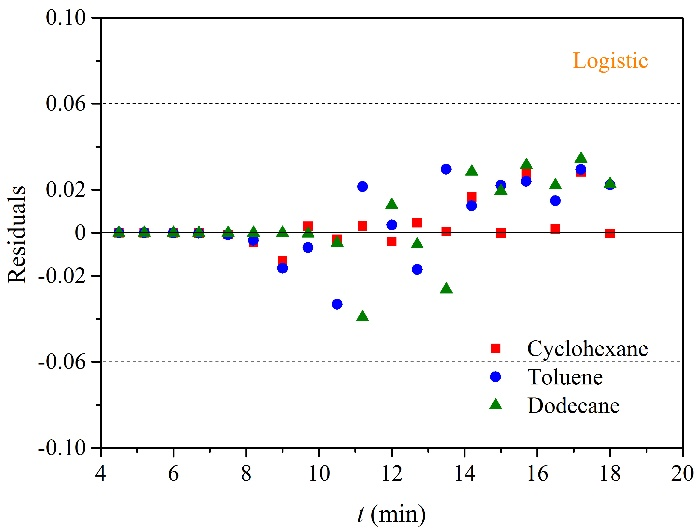 0.10
0.06
0.02
0
-0.02
-0.06
-0.10
Residuals
Logistic
Cyclohexane
Toluene
Dodecane
4 6 8 10 12 14 16 18 20
t (min)